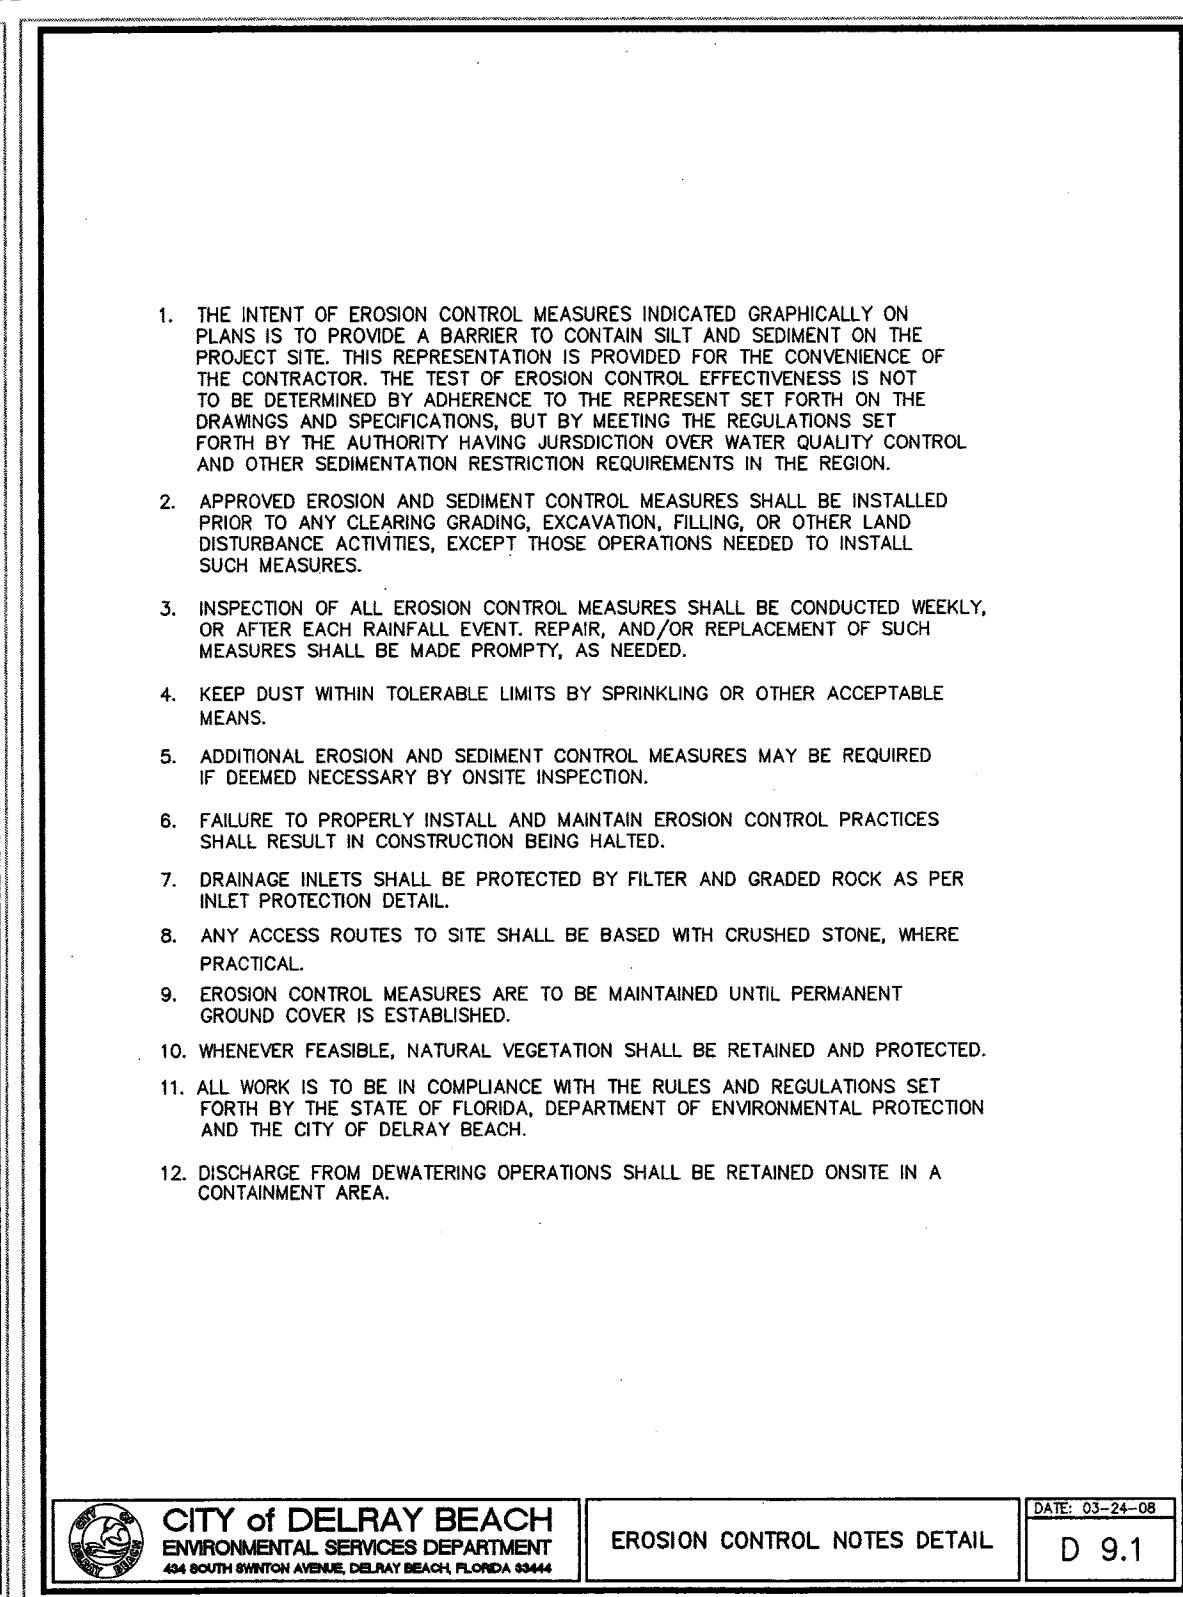 1. THE INTENT OF EROSION CONTROL MEASURES INDICATED GRAPHICALLY ON
PLANS IS TO PROVIDE A BARRIER TO CONTAIN SILT AND SEDIMENT ON THE
PROJECT SITE. THIS REPRESENTATION IS PROVIDED FOR THE CONVENIENCE OF
THE CONTRACTOR. THE TEST OF EROSION CONTROL EFFECTIVENESS IS NOT
TO BE DETERMINED BY ADHERENCE TO THE REPRESENT SET FORTH ON THE
DRAWINGS AND SPECIFICATIONS, BUT BY MEETING THE REGULATIONS SET
FORTH BY THE AUTHORITY HAVING JURSDICTION OVER WATER QUALITY CONTROL
AND OTHER SEDIMENTATION RESTRICTION REQUIREMENTS IN THE REGION.
2. APPROVED EROSION AND SEDIMENT CONTROL MEASURES SHALL BE INSTALLED
PRIOR TO ANY CLEARING GRADING, EXCAVATION, FILLING, OR OTHER LAND
DISTURBANCE ACTIVITIES, EXCEPT THOSE OPERATIONS NEEDED TO INSTALL
SUCH MEASURES.
3. INSPECTION OF ALL EROSION CONTROL MEASURES SHALL BE CONDUCTED WEEKLY,
OR AFTER EACH RAINFALL EVENT. REPAIR, AND/OR REPLACEMENT OF SUCH
MEASURES SHALL BE MADE PROMPTY, AS NEEDED.
4. KEEP DUST WITHIN TOLERABLE LIMITS BY SPRINKLING OR OTHER ACCEPTABLE
MEANS.
5. ADDITIONAL EROSION AND SEDIMENT CONTROL MEASURES MAY BE REQUIRED
IF DEEMED NECESSARY BY ONSITE INSPECTION.
6. FAILURE TO PROPERLY INSTALL AND MAINTAIN EROSION CONTROL PRACTICES
SHALL RESULT IN CONSTRUCTION BEING HALTED.
7. DRAINAGE INLETS SHALL BE PROTECTED BY FILTER AND GRADED ROCK AS PER
INLET PROTECTION DETAIL.
8. ANY ACCESS ROUTES TO SITE SHALL BE BASED WITH CRUSHED STONE, WHERE
PRACTICAL.
9. EROSION CONTROL MEASURES ARE TO BE MAINTAINED UNTIL PERMANENT
GROUND COVER IS ESTABLISHED.
10. WHENEVER FEASIBLE, NATURAL VEGETATION SHALL BE RETAINED AND PROTECTED.
11. ALL WORK IS TO BE IN COMPLIANCE WITH THE RULES AND REGULATIONS SET
FORTH BY THE STATE OF FLORIDA, DEPARTMENT OF ENVIRONMENTAL PROTECTION
AND THE CITY OF DELRAY BEACH.
12. DISCHARGE FROM DEWATERING OPERATIONS SHALL BE RETAINED ONSITE IN A
CONTAINMENT AREA.
CITY OF
DELRAY BEACH
CITY of DELRAY BEACH
ENVIRONMENTAL SERVICES DEPARTMENT
434 SOUTH SWINTON AVENUE, DELRAY BEACH, FLORIDA 33444
EROSION CONTROL NOTES DETAIL
DATE: 03-24-08
D 9.1